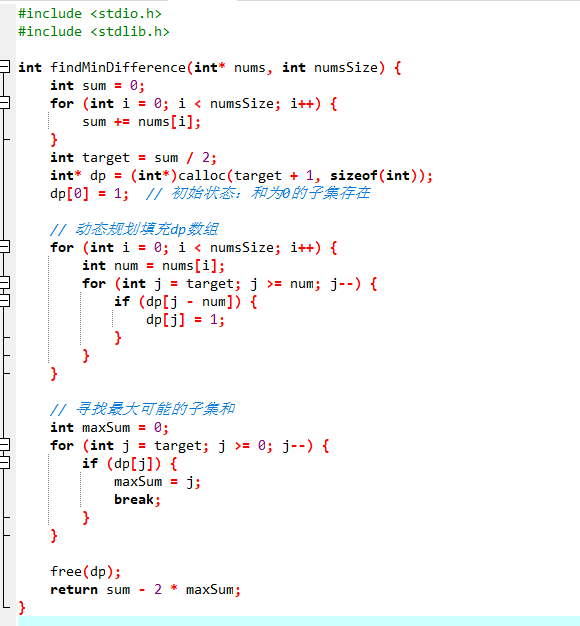 #include <stdio.h>
#include <stdlib.h>
int findMinDifference(int* nums, int numsSize) {
    int sum = 0;
    for (int i = 0; i < numsSize; i++) {
        sum += nums[i];
    }
    int target = sum / 2;
    int* dp = (int*)calloc(target + 1, sizeof(int));
    dp[0] = 1;  // 初始状态：和为0的子集存在
    // 动态规划填充dp数组
    for (int i = 0; i < numsSize; i++) {
        int num = nums[i];
        for (int j = target; j >= num; j--) {
            if (dp[j - num]) {
                dp[j] = 1;
            }
        }
    }
    // 寻找最大可能的子集和
    int maxSum = 0;
    for (int j = target; j >= 0; j--) {
        if (dp[j]) {
            maxSum = j;
            break;
        }
    }
    free(dp);
    return sum - 2 * maxSum;
}